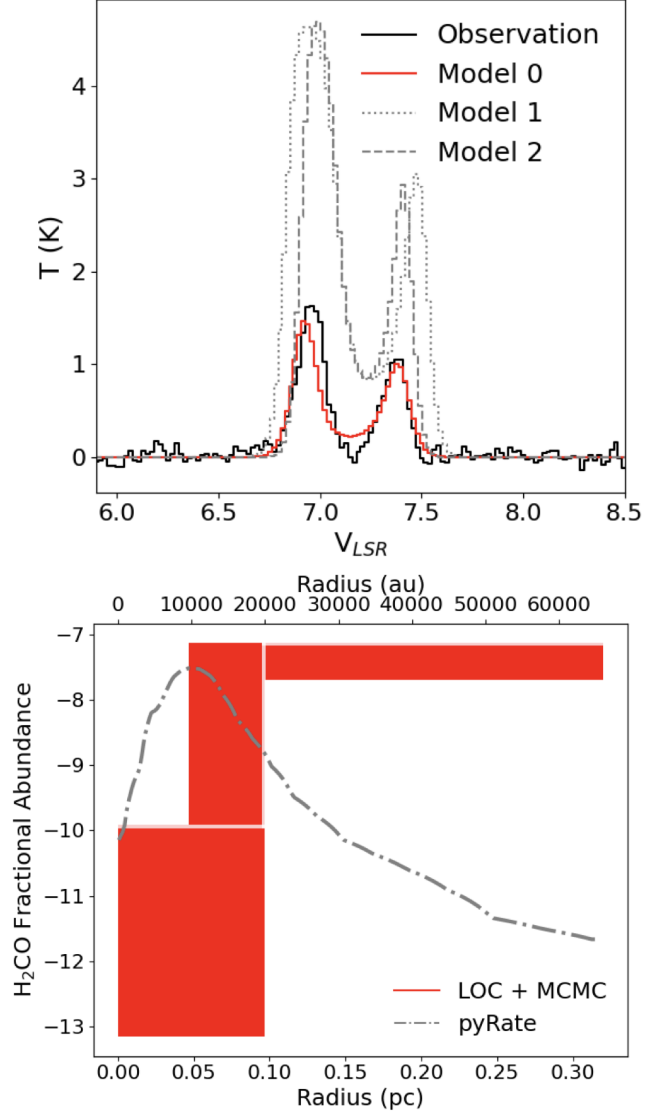 Observation
Model 0
Model 1
Model 2
T (K)
4
3
2
1
0
6.0 6.5 7.0 7.5 8.0 8.5
V_LSR
Radius (au)
0 10000 20000 30000 40000 50000 60000
H₂CO Fractional Abundance
−7
−8
−9
−10
−11
−12
−13
LOC + MCMC
pyRate
0.00 0.05 0.10 0.15 0.20 0.25 0.30
Radius (pc)